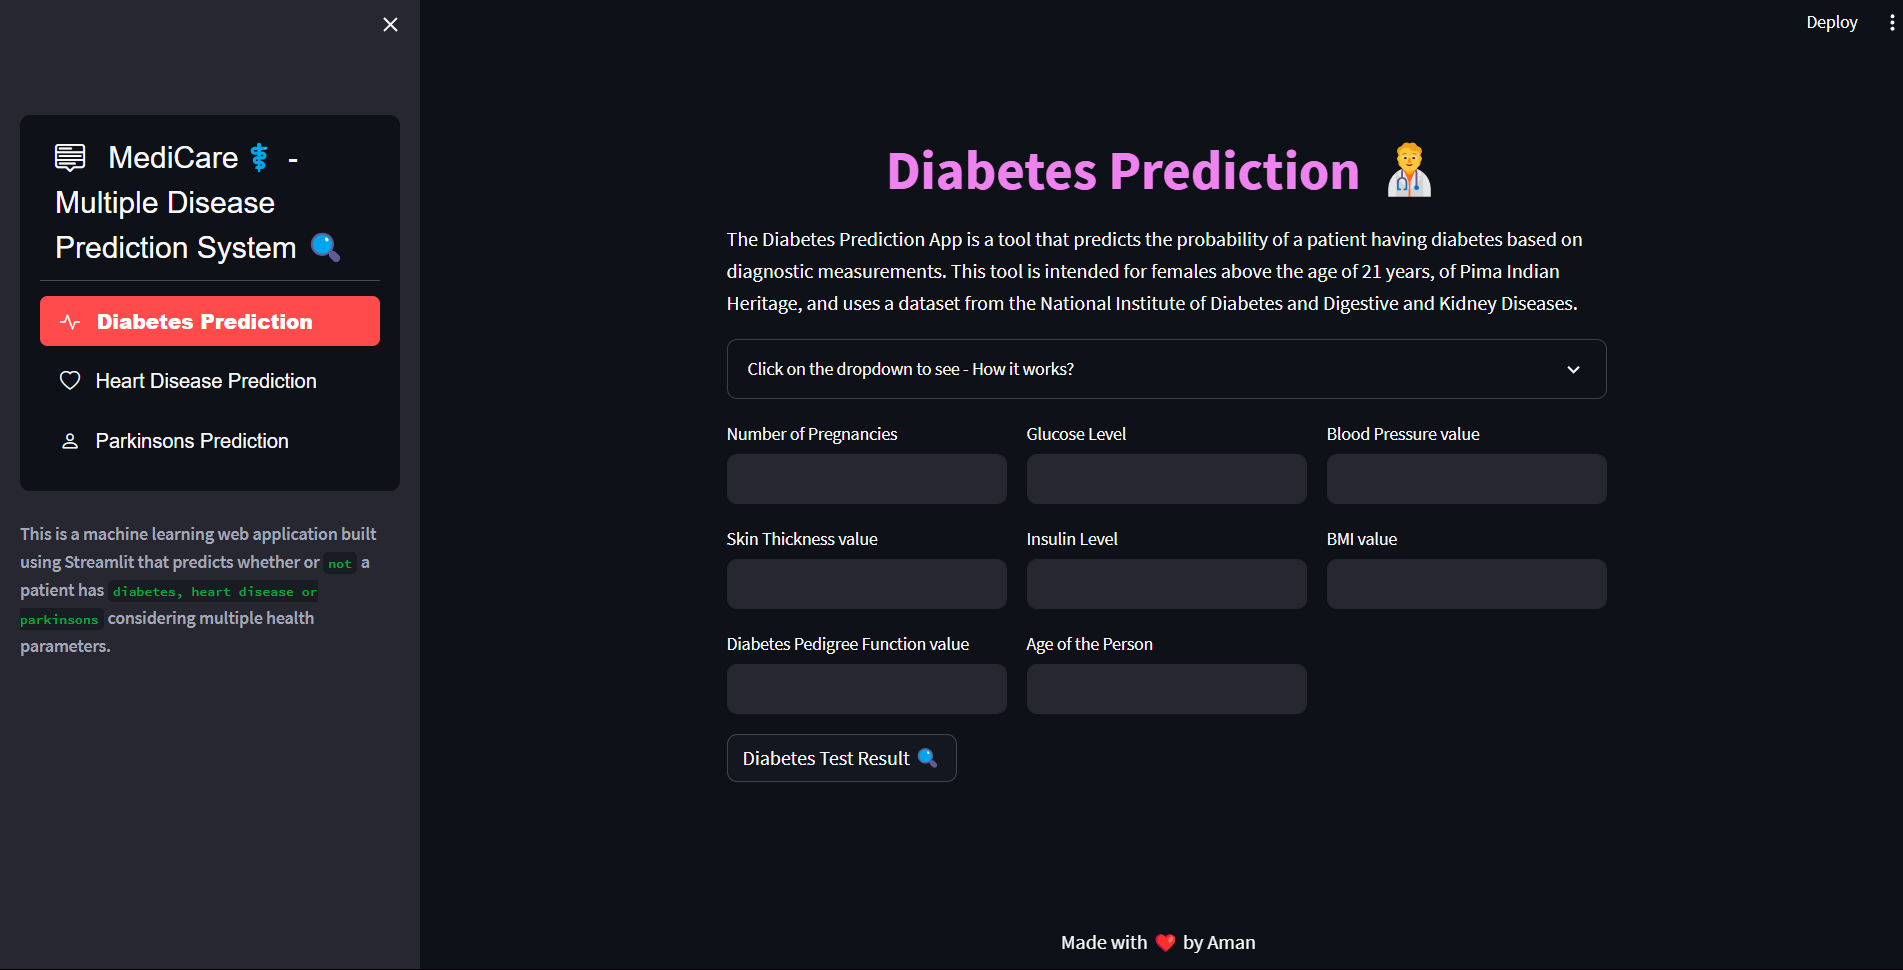 MediCare -
Multiple Disease
Prediction System
Diabetes Prediction
Heart Disease Prediction
Parkinsons Prediction
This is a machine learning web application built
using Streamlit that predicts whether or not a
patient has diabetes, heart disease or
parkinsons considering multiple health
parameters.
Deploy
Diabetes Prediction
The Diabetes Prediction App is a tool that predicts the probability of a patient having diabetes based on
diagnostic measurements. This tool is intended for females above the age of 21 years, of Pima Indian
Heritage, and uses a dataset from the National Institute of Diabetes and Digestive and Kidney Diseases.
Click on the dropdown to see - How it works?
Number of Pregnancies
Glucose Level
Blood Pressure value
Skin Thickness value
Insulin Level
BMI value
Diabetes Pedigree Function value
Age of the Person
Diabetes Test Result
Made with ❤️ by Aman